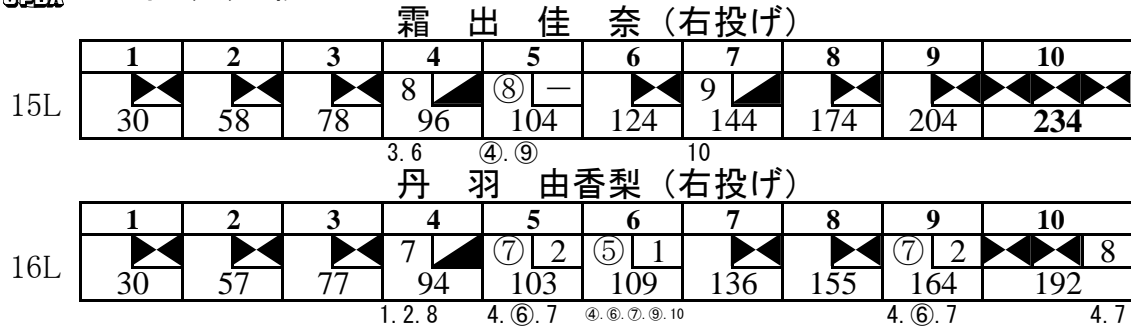 霜 出 佳 奈 (右投げ)
1 2 3 4 5 6 7 8 9 10
15L
8 ⑧ － 9
30 58 78 96 104 124 144 174 204 234
3.6 ④.⑨ 10
丹 羽 由香梨 (右投げ)
1 2 3 4 5 6 7 8 9 10
16L
7 ⑦ 2 ⑤ 1 ⑦ 2 8
30 57 77 94 103 109 136 155 164 192
1.2.8 4.⑥.7 ④.⑥.⑦.⑨.10 4.⑥.7 4.7